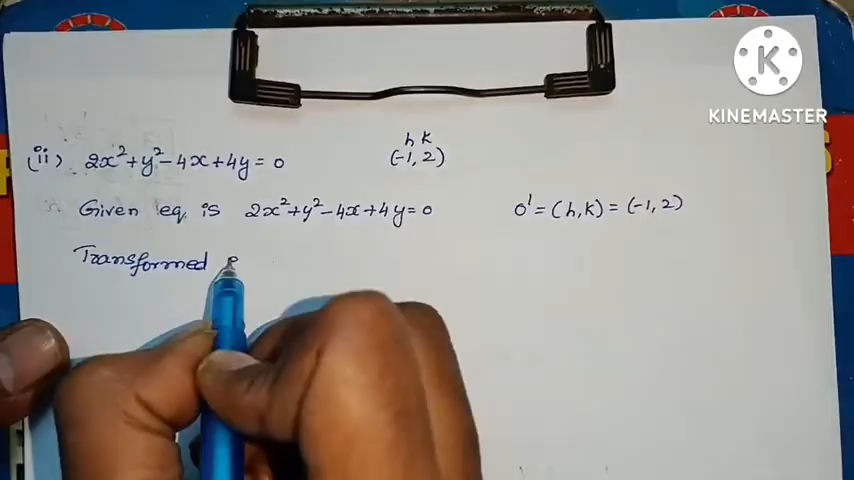 K
KINEMASTER
h k
(ii) 2x²+y²-4x+4y=0 (-1,2)
Given eq. is 2x²+y²-4x+4y=0 O'=(h,k)=(-1,2)
Transformed e